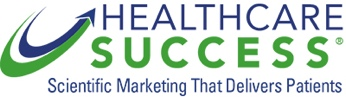 HEALTHCARE
SUCCESS®
Scientific Marketing That Delivers Patients